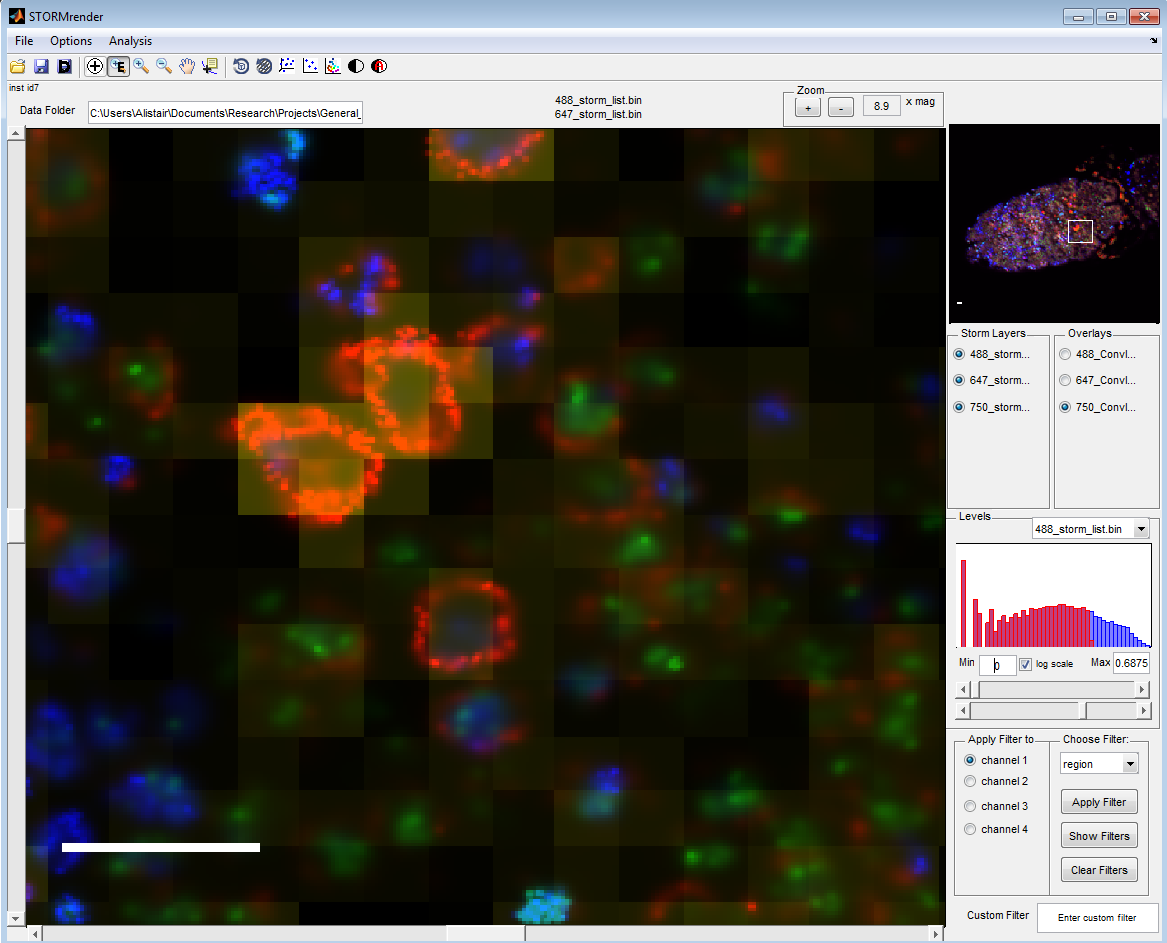 STORMrender
File Options Analysis
E
inst id7
Data Folder
C:\Users\Alistair\Documents\Research\Projects\General_
488_storm_list.bin
647_storm_list.bin
Zoom
+ - 8.9 x mag
Storm Layers
488_storm...
647_storm...
750_storm...
Overlays
488_Convl...
647_Convl...
750_Convl...
Levels
488_storm_list.bin
Min 0 log scale Max 0.6875
Apply Filter to
channel 1
channel 2
channel 3
channel 4
Choose Filter:
region
Apply Filter
Show Filters
Clear Filters
Custom Filter Enter custom filter